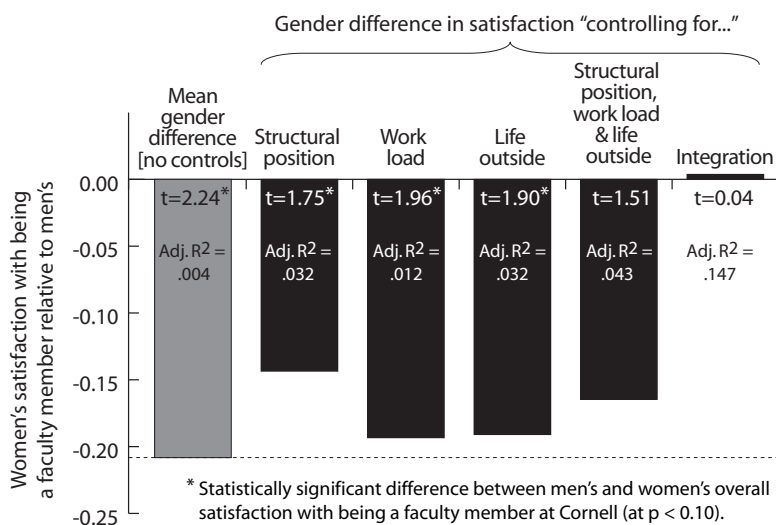 Gender difference in satisfaction “controlling for...”
Mean
gender
difference
[no controls]
Structural
position
Work
load
Life
outside
Structural
position,
work load
& life
outside
Integration
Women's satisfaction with being
a faculty member relative to men's
0.00
-0.05
-0.10
-0.15
-0.20
-0.25
t=2.24*
t=1.75*
t=1.96*
t=1.90*
t=1.51
t=0.04
Adj. R2 =
.004
Adj. R2 =
.032
Adj. R2 =
.012
Adj. R2 =
.032
Adj. R2 =
.043
Adj. R2 =
.147
* Statistically significant difference between men's and women's overall
satisfaction with being a faculty member at Cornell (at p < 0.10).